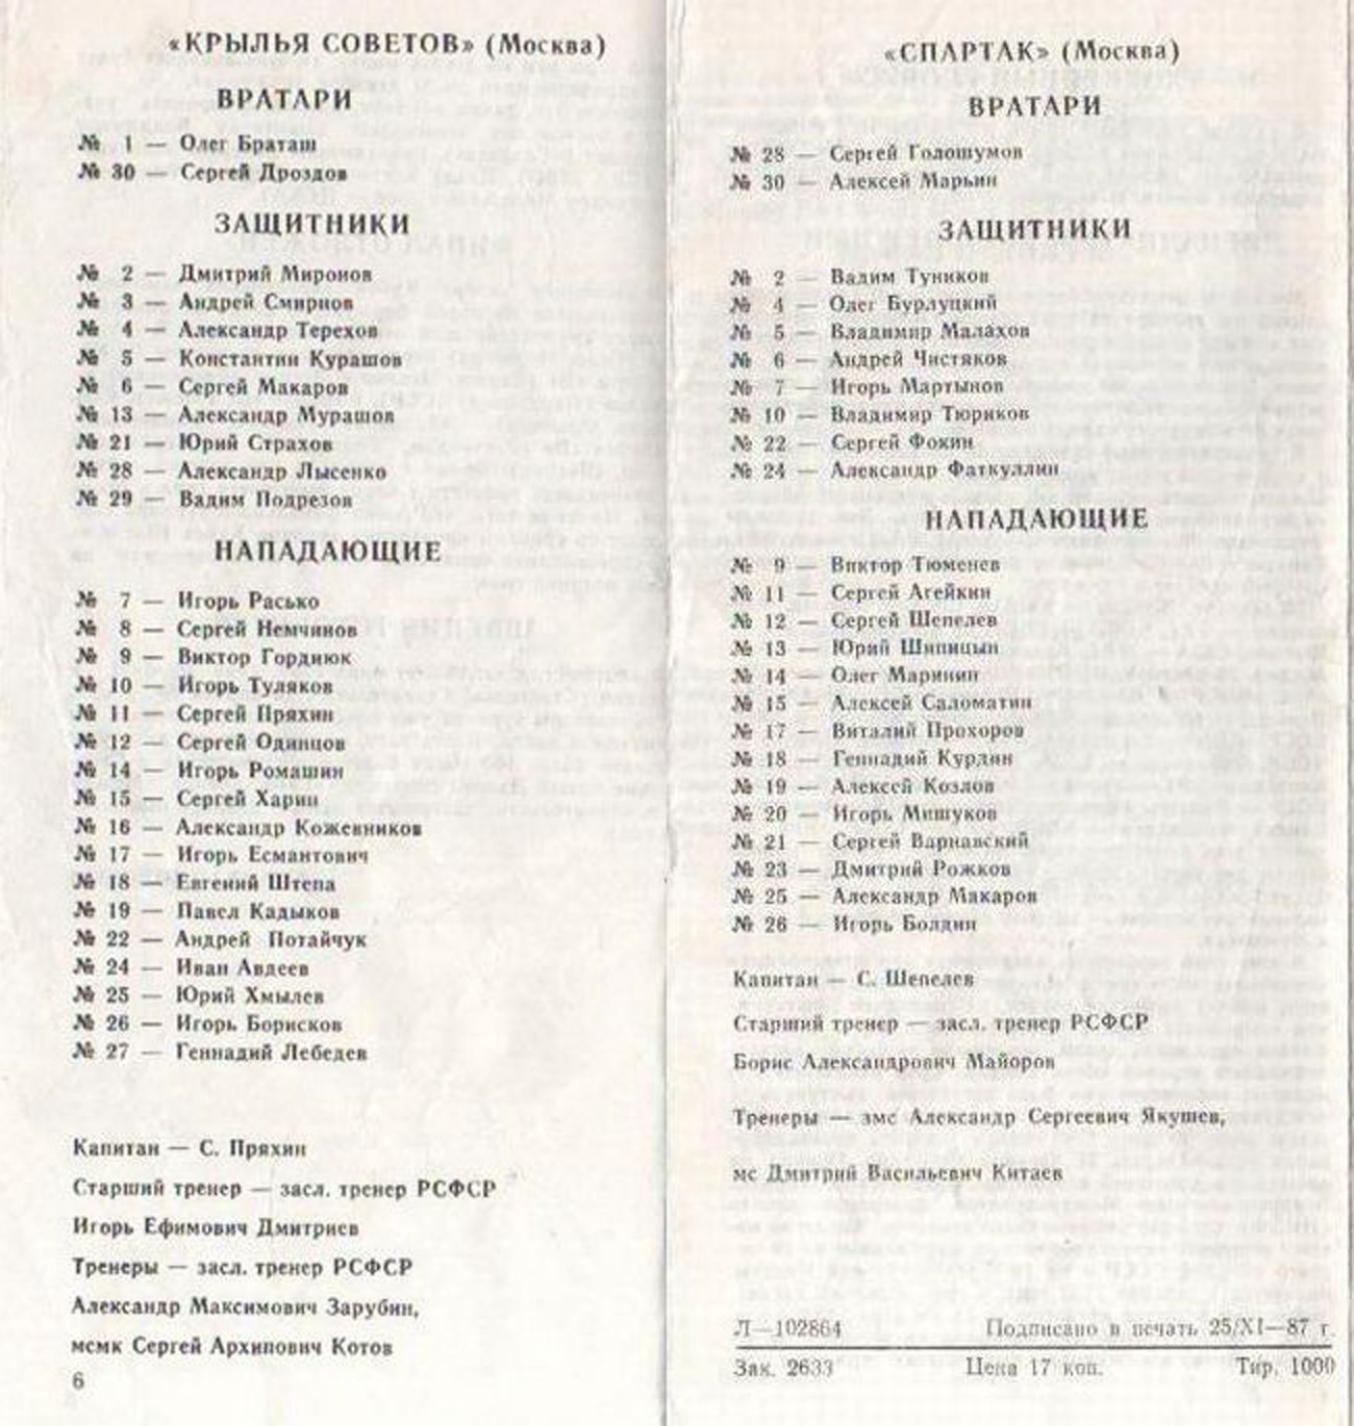 «КРЫЛЬЯ СОВЕТОВ» (Москва)
ВРАТАРИ
№ 1 — Олег Браташ
№ 30 — Сергей Дроздов
ЗАЩИТНИКИ
№ 2 — Дмитрий Миронов
№ 3 — Андрей Смирнов
№ 4 — Александр Терехов
№ 5 — Константин Курашов
№ 6 — Сергей Макаров
№ 13 — Александр Мурашов
№ 21 — Юрий Страхов
№ 28 — Александр Лысенко
№ 29 — Вадим Подрезов
НАПАДАЮЩИЕ
№ 7 — Игорь Расько
№ 8 — Сергей Немчинов
№ 9 — Виктор Гордиюк
№ 10 — Игорь Туляков
№ 11 — Сергей Пряхин
№ 12 — Сергей Одинцов
№ 14 — Игорь Ромашин
№ 15 — Сергей Харин
№ 16 — Александр Кожевников
№ 17 — Игорь Есмантович
№ 18 — Евгений Штепа
№ 19 — Павел Кадыков
№ 22 — Андрей Потайчук
№ 24 — Иван Авдеев
№ 25 — Юрий Хмылев
№ 26 — Игорь Борисков
№ 27 — Геннадий Лебедев
Капитан — С. Пряхин
Старший тренер — засл. тренер РСФСР
Игорь Ефимович Дмитриев
Тренеры — засл. тренер РСФСР
Александр Максимович Зарубин,
мсмк Сергей Архипович Котов
6
«СПАРТАК» (Москва)
ВРАТАРИ
№ 28 — Сергей Голошумов
№ 30 — Алексей Марьин
ЗАЩИТНИКИ
№ 2 — Вадим Туников
№ 4 — Олег Бурлуцкий
№ 5 — Владимир Малахов
№ 6 — Андрей Чистяков
№ 7 — Игорь Мартынов
№ 10 — Владимир Тюриков
№ 22 — Сергей Фокин
№ 24 — Александр Фаткуллин
НАПАДАЮЩИЕ
№ 9 — Виктор Тюменев
№ 11 — Сергей Агейкин
№ 12 — Сергей Шепелев
№ 13 — Юрий Шипицын
№ 14 — Олег Маринин
№ 15 — Алексей Саломатин
№ 17 — Виталий Прохоров
№ 18 — Геннадий Курдин
№ 19 — Алексей Козлов
№ 20 — Игорь Мишуков
№ 21 — Сергей Варнавский
№ 23 — Дмитрий Рожков
№ 25 — Александр Макаров
№ 26 — Игорь Болдин
Капитан — С. Шепелев
Старший тренер — засл. тренер РСФСР
Борис Александрович Майоров
Тренеры — змс Александр Сергеевич Якушев,
мс Дмитрий Васильевич Китаев
Л—102864 Подписано в печать 25/XI—87 г.
Зак. 2633 Цена 17 коп. Тир. 1000